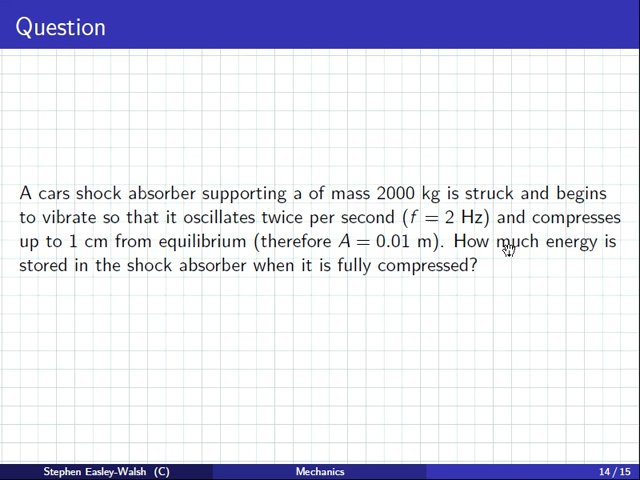 Question
A cars shock absorber supporting a of mass 2000 kg is struck and begins
to vibrate so that it oscillates twice per second (f = 2 Hz) and compresses
up to 1 cm from equilibrium (therefore A = 0.01 m). How much energy is
stored in the shock absorber when it is fully compressed?
Stephen Easley-Walsh (C) Mechanics 14 / 15